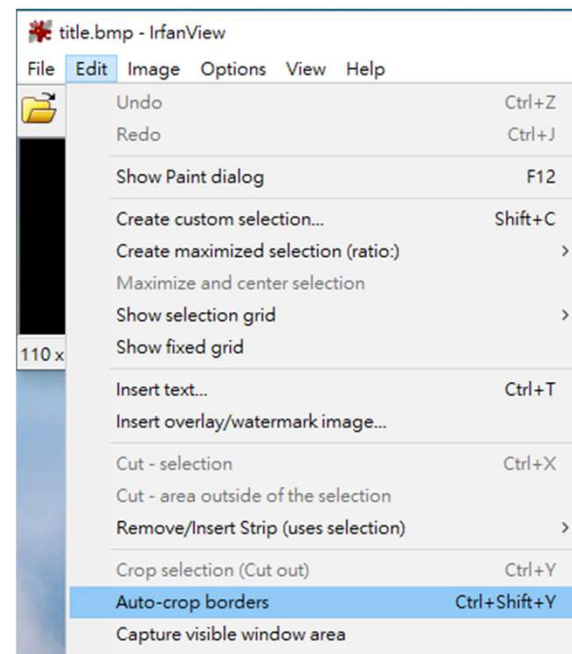 title.bmp - IrfanView
File Edit Image Options View Help
Undo Ctrl+Z
Redo Ctrl+J
Show Paint dialog F12
Create custom selection... Shift+C
Create maximized selection (ratio:)
Maximize and center selection
Show selection grid
Show fixed grid
110 x
Insert text... Ctrl+T
Insert overlay/watermark image...
Cut - selection Ctrl+X
Cut - area outside of the selection
Remove/Insert Strip (uses selection)
Crop selection (Cut out) Ctrl+Y
Auto-crop borders Ctrl+Shift+Y
Capture visible window area